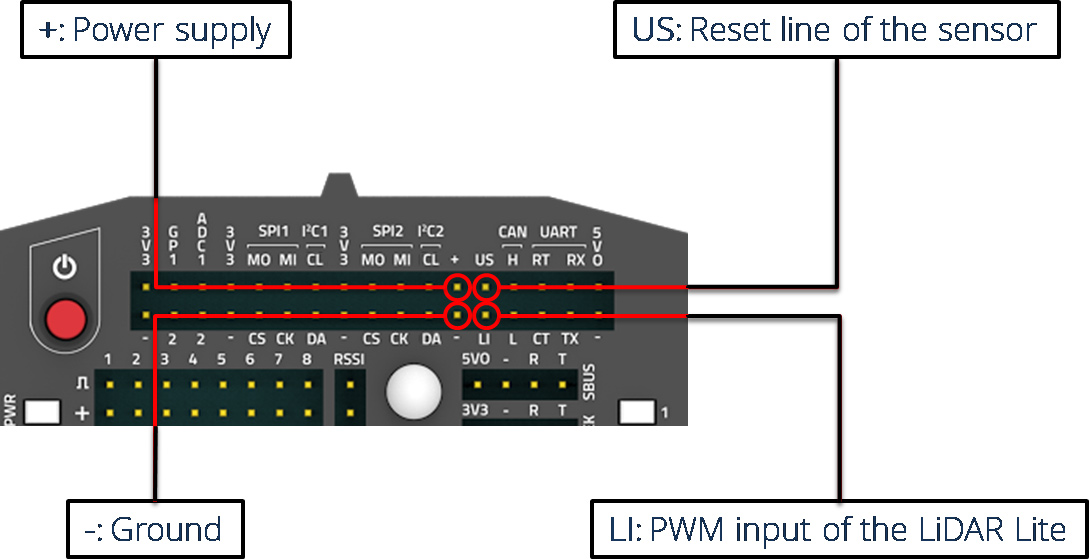 +: Power supply
US: Reset line of the sensor
3V3 GP1 ADC1 3V3 SPI1 I²C1 3V3 SPI2 I²C2 CAN UART 5V0
MO MI CL MO MI CL + US H RT RX
- 2 2 - CS CK DA - CS CK DA - LI L CT TX -
1 2 3 4 5 6 7 8 RSSI 5V0 - R T
SBUS
PWR + 3V3 - R T K 1
-: Ground
LI: PWM input of the LiDAR Lite